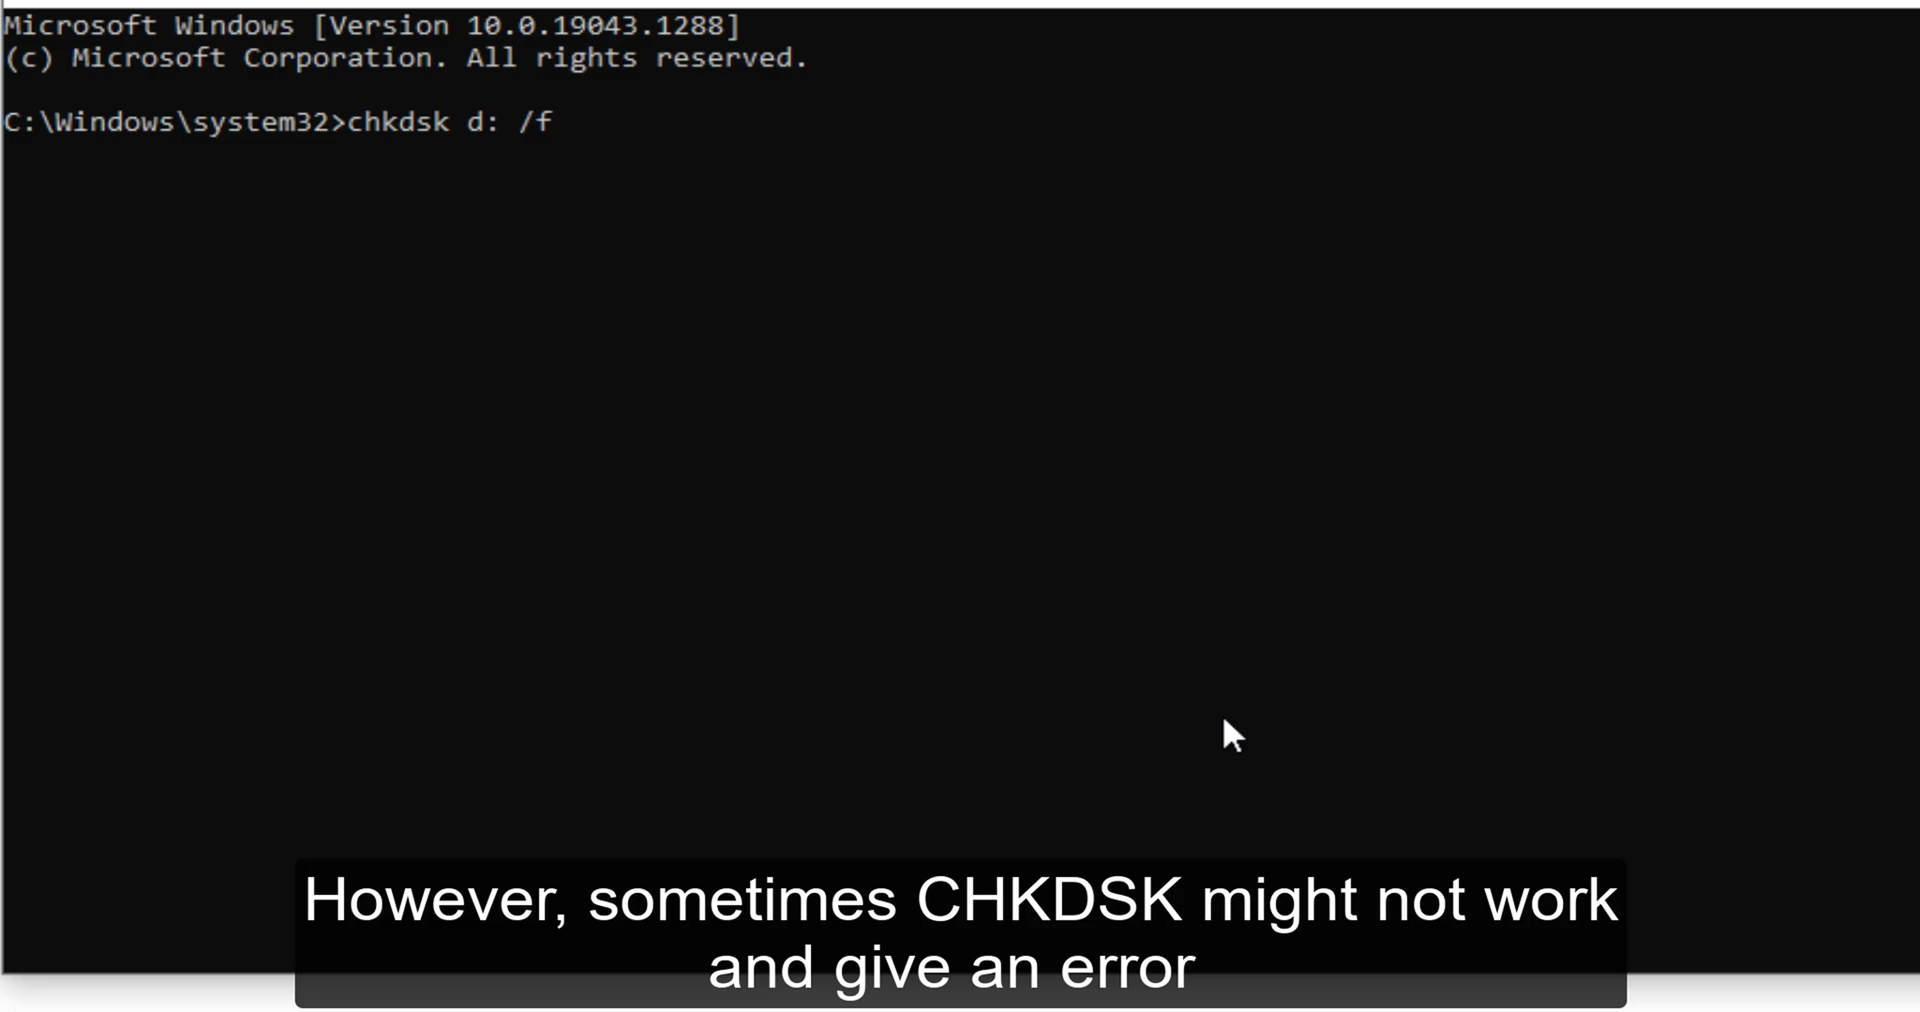 Microsoft Windows [Version 10.0.19043.1288]
(c) Microsoft Corporation. All rights reserved.
C:\Windows\system32>chkdsk d: /f
However, sometimes CHKDSK might not work
and give an error